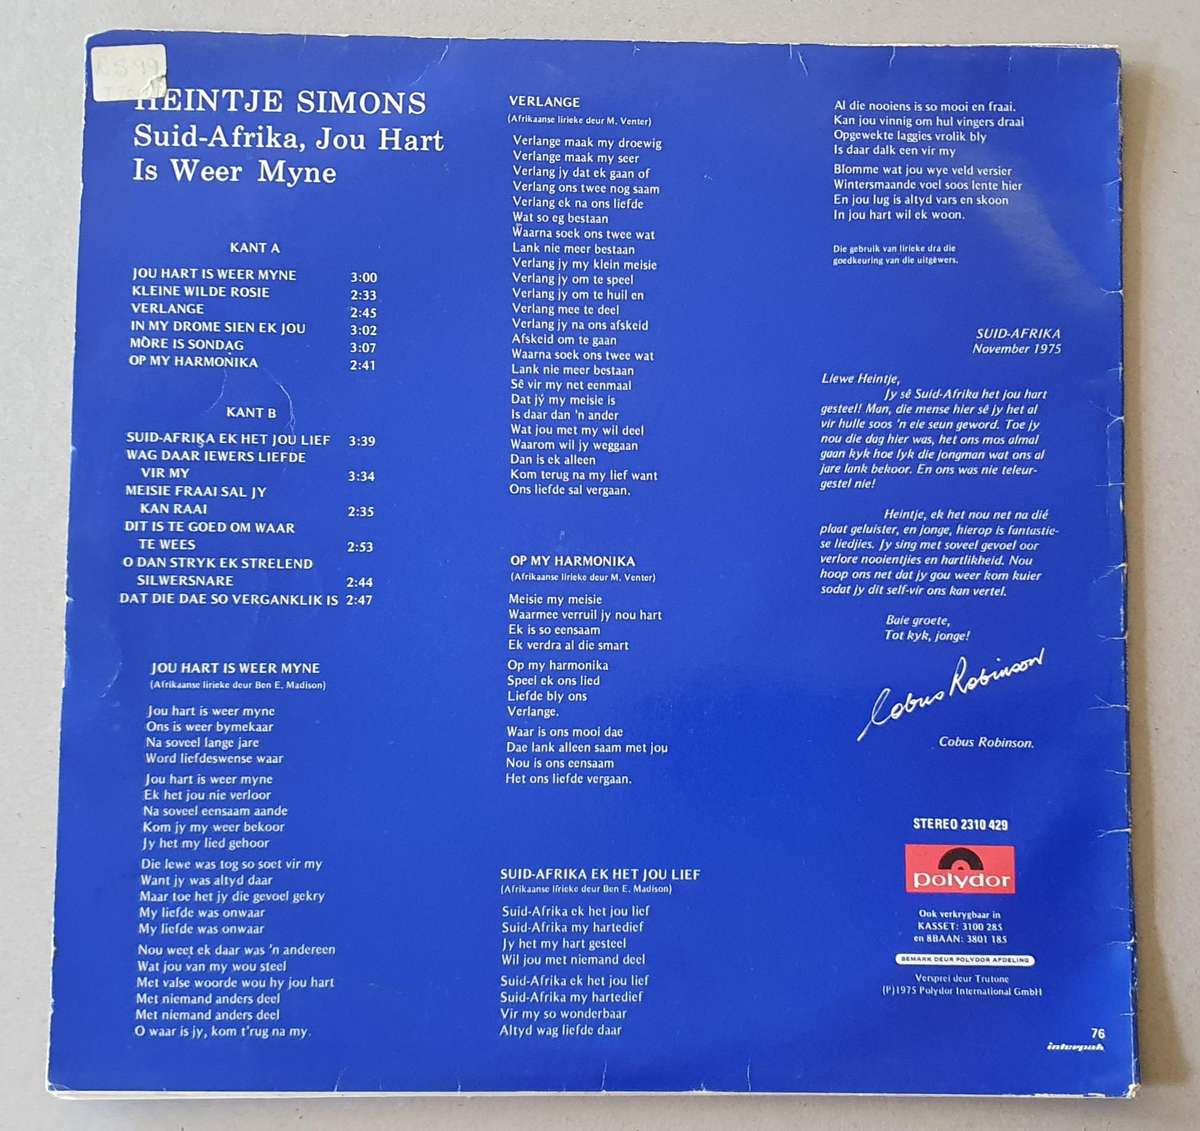 HEINTJE SIMONS
Suid-Afrika, Jou Hart
Is Weer Myne
KANT A
JOU HART IS WEER MYNE 3:00
KLEINE WILDE ROSIE 2:33
VERLANGE 2:45
IN MY DROME SIEN EK JOU 3:02
MÔRE IS SONDAG 3:07
OP MY HARMONIKA 2:41
KANT B
SUID-AFRIKA EK HET JOU LIEF 3:39
WAG DAAR IEWERS LIEFDE
VIR MY 3:34
MEISIE FRAAI SAL JY
KAN RAAI 2:35
DIT IS TE GOED OM WAAR
TE WEES 2:53
O DAN STRYK EK STRELEND
SILWERSNARE 2:44
DAT DIE DAE SO VERGANKLIK IS 2:47
JOU HART IS WEER MYNE
(Afrikaanse lirieke deur Ben E. Madison)
Jou hart is weer myne
Ons is weer bymekaar
Na soveel lange jare
Word liefdeswense waar
Jou hart is weer myne
Ek het jou nie verloor
Na soveel eensaam aande
Kom jy my weer bekoor
Jy het my lied gehoor
Die lewe was tog so soet vir my
Want jy was altyd daar
Maar toe het jy die gevoel gekry
My liefde was onwaar
My liefde was onwaar
Nou weet ek daar was 'n andereen
Wat jou van my wou steel
Met valse woorde wou hy jou hart
Met niemand anders deel
Met niemand anders deel
O waar is jy, kom t'rug na my.
VERLANGE
(Afrikaanse lirieke deur M. Venter)
Verlange maak my droewig
Verlange maak my seer
Verlang jy dat ek gaan of
Verlang ons twee nog saam
Verlang ek na ons liefde
Wat so eg bestaan
Waarna soek ons twee wat
Lank nie meer bestaan
Verlang jy my klein meisie
Verlang jy om te speel
Verlang jy om te huil en
Verlang mee te deel
Verlang jy na ons afskeid
Afskeid om te gaan
Waarna soek ons twee wat
Lank nie meer bestaan
Sê vir my net eenmaal
Dat jý my meisie is
Is daar dan 'n ander
Wat jou met my wil deel
Waarom wil jy weggaan
Dan is ek alleen
Kom terug na my lief want
Ons liefde sal vergaan.
OP MY HARMONIKA
(Afrikaanse lirieke deur M. Venter)
Meisie my meisie
Waarmee verruil jy nou hart
Ek is so eensaam
Ek verdra al die smart
Op my harmonika
Speel ek ons lied
Liefde bly ons
Verlange.
Waar is ons mooi dae
Dae lank alleen saam met jou
Nou is ons eensaam
Het ons liefde vergaan.
SUID-AFRIKA EK HET JOU LIEF
(Afrikaanse lirieke deur Ben E. Madison)
Suid-Afrika ek het jou lief
Suid-Afrika my hartedief
Jy het my hart gesteel
Wil jou met niemand deel
Suid-Afrika ek het jou lief
Suid-Afrika my hartedief
Vir my so wonderbaar
Altyd wag liefde daar
Al die nooiens is so mooi en fraai.
Kan jou vinnig om hul vingers draai
Opgewekte laggies vrolik bly
Is daar dalk een vir my
Blomme wat jou wye veld versier
Wintersmaande voel soos lente hier
En jou lug is altyd vars en skoon
In jou hart wil ek woon.
Die gebruik van lirieke dra die
goedkeuring van die uitgëwers.
SUID-AFRIKA
November 1975
Liewe Heintje,
Jy sê Suid-Afrika het jou hart
gesteel! Man, die mense hier sê jy het al
vir hulle soos 'n eie seun geword. Toe jy
nou die dag hier was, het ons mos almal
gaan kyk hoe lyk die jongman wat ons al
jare lank bekoor. En ons was nie teleur-
gestel nie!
Heintje, ek het nou net na dié
plaat geluister, en jonge, hierop is fantastie-
se liedjies. Jy sing met soveel gevoel oor
verlore nooientjies en hartlikheid. Nou
hoop ons net dat jy gou weer kom kuier
sodat jy dit self-vir ons kan vertel.
Baie groete,
Tot kyk, jonge!
Cobus Robinson
Cobus Robinson.
STEREO 2310 429
polydor
Ook verkrygbaar in
KASSET: 3100 285
en 8BAAN: 3801 185
BEMARK DEUR POLYDOR AFDELING
Versprei deur Trutone
(P)1975 Polydor International GmbH
76
interpak